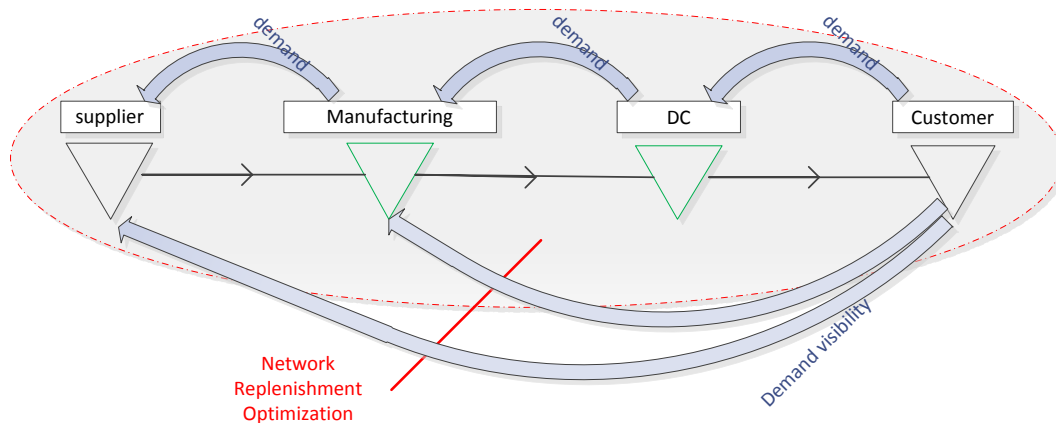 demand
demand
demand
supplier
Manufacturing
DC
Customer
Demand visibility
Network
Replenishment
Optimization